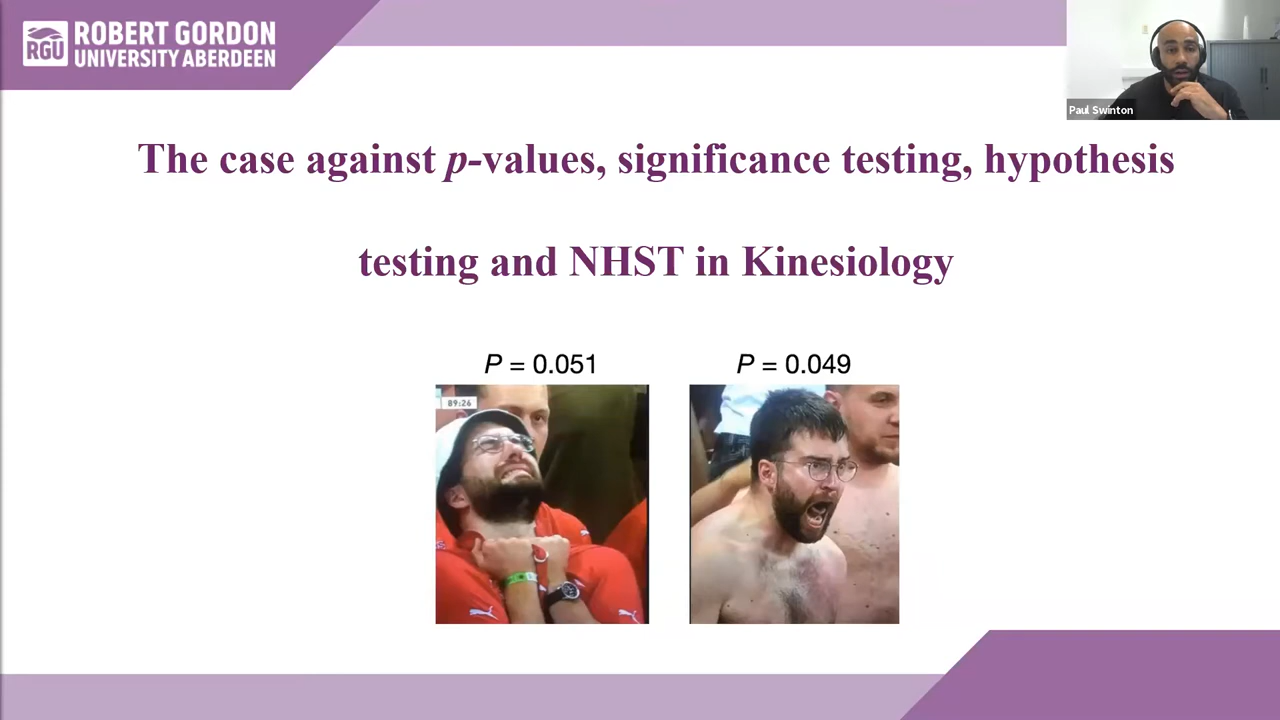 RGU
ROBERT GORDON
UNIVERSITY ABERDEEN
Paul Swinton
The case against p-values, significance testing, hypothesis
testing and NHST in Kinesiology
P = 0.051
P = 0.049
89:26